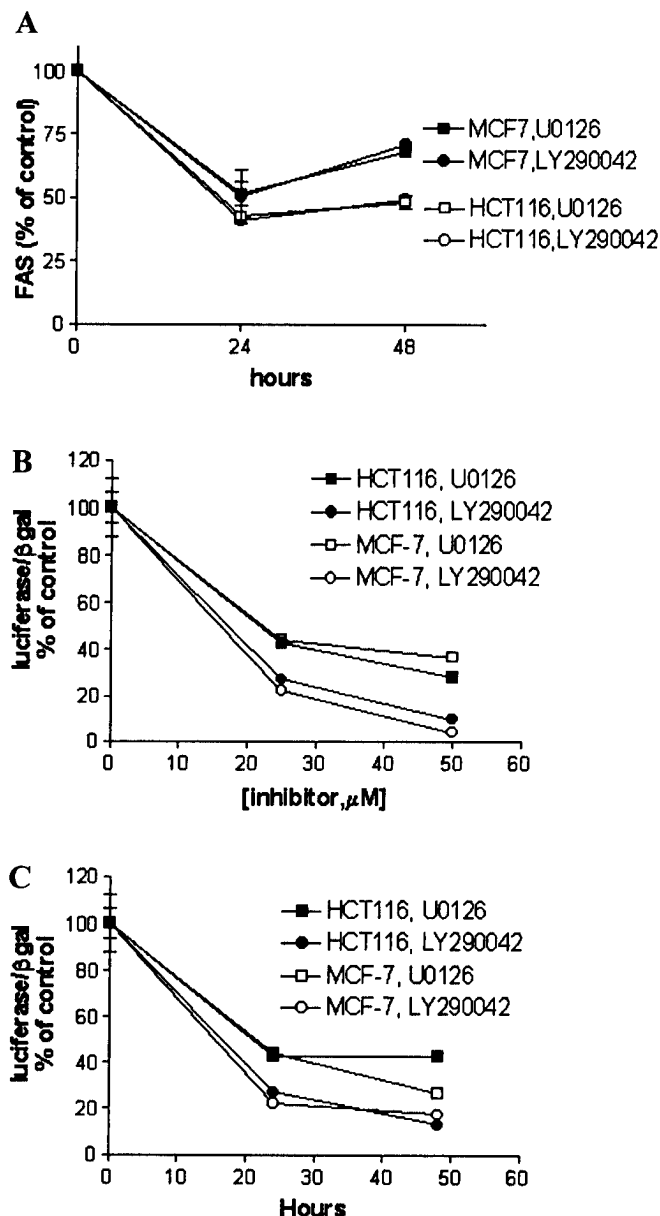 A
FAS (% of control)
100
75
50
25
0
0
24
48
hours
MCF7,U0126
MCF7,LY290042
HCT116,U0126
HCT116,LY290042
B
luciferase/βgal
% of control
120
100
80
60
40
20
0
0
10
20
30
40
50
60
[inhibitor,μM]
HCT116, U0126
HCT116, LY290042
MCF-7, U0126
MCF-7, LY290042
C
luciferase/βgal
% of control
120
100
80
60
40
20
0
0
10
20
30
40
50
60
Hours
HCT116, U0126
HCT116, LY290042
MCF-7, U0126
MCF-7, LY290042